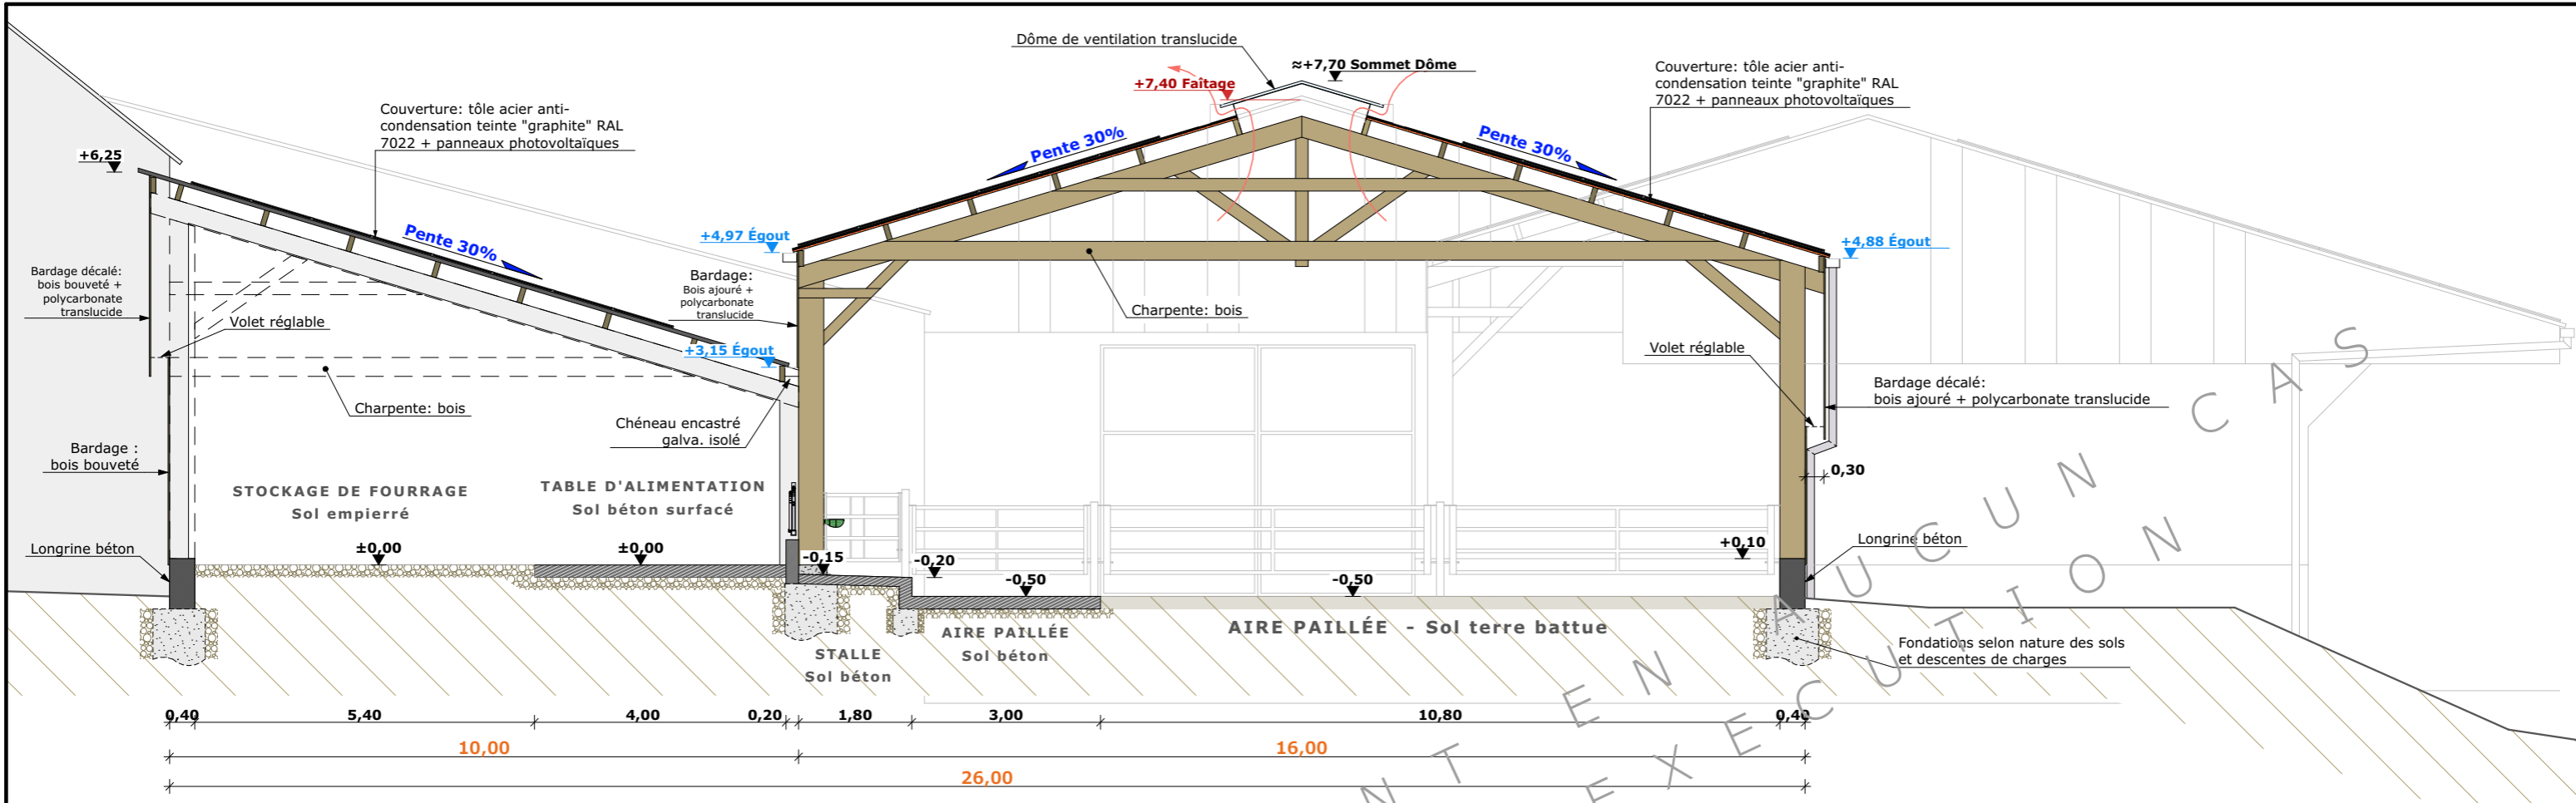 Dôme de ventilation translucide
≈+7,70 Sommet Dôme
+7,40 Faîtage
Couverture: tôle acier anti-
condensation teinte "graphite" RAL
7022 + panneaux photovoltaïques
Couverture: tôle acier anti-
condensation teinte "graphite" RAL
7022 + panneaux photovoltaïques
Pente 30%
Pente 30%
+6,25
Pente 30%
+4,97 Égout
+4,88 Égout
Bardage décalé:
bois bouveté +
polycarbonate
translucide
Bardage:
Bois ajouré +
polycarbonate
translucide
Charpente: bois
Volet réglable
+3,15 Égout
Volet réglable
Bardage décalé:
bois ajouré + polycarbonate translucide
Charpente: bois
Chéneau encastré
galva. isolé
Bardage :
bois bouveté
0,30
STOCKAGE DE FOURRAGE
Sol empierré
TABLE D'ALIMENTATION
Sol béton surfacé
Longrine béton
±0,00
±0,00
-0,15
-0,20
-0,50
-0,50
+0,10
Longrine béton
AIRE PAILLÉE
Sol béton
AIRE PAILLÉE - Sol terre battue
STALLE
Sol béton
Fondations selon nature des sols
et descentes de charges
0,40
5,40
4,00
0,20
1,80
3,00
10,80
0,40
10,00
16,00
26,00
NT EN AUCUN CAS
EXECUTION